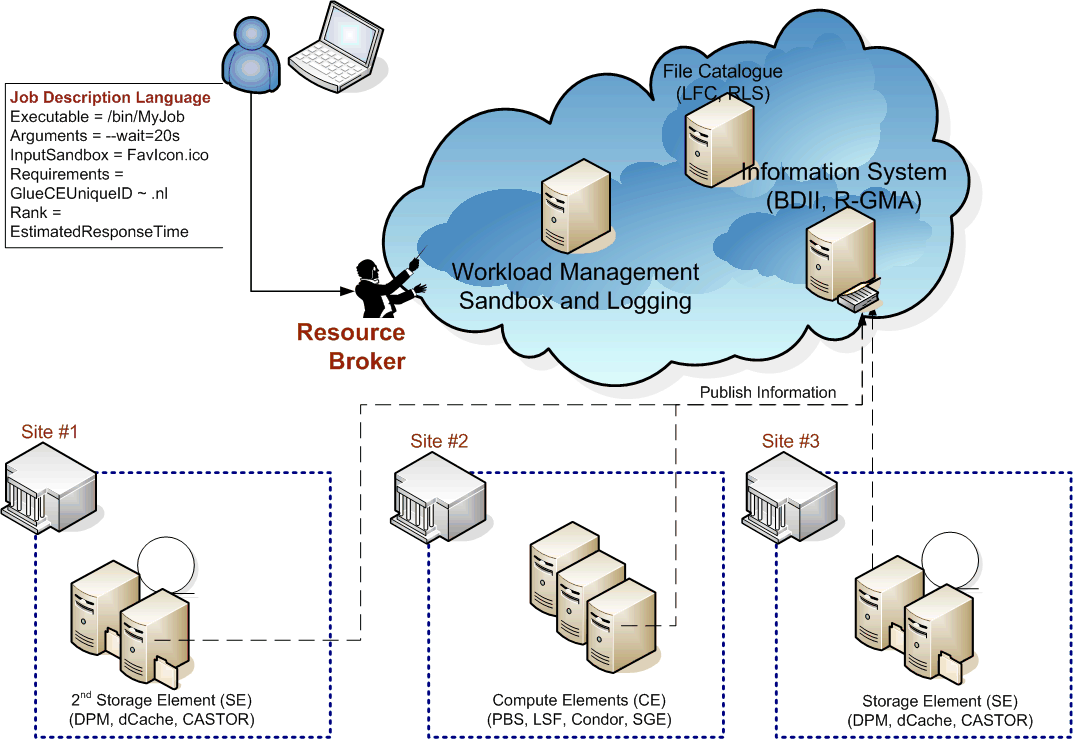 Job Description Language
Executable = /bin/MyJob
Arguments = --wait=20s
InputSandbox = FavIcon.ico
Requirements =
GlueCEUniqueID ~ .nl
Rank =
EstimatedResponseTime
File Catalogue
(LFC, RLS)
Information System
(BDII, R-GMA)
Workload Management
Sandbox and Logging
Resource
Broker
Publish Information
Site #1
Site #2
Site #3
2nd Storage Element (SE)
(DPM, dCache, CASTOR)
Compute Elements (CE)
(PBS, LSF, Condor, SGE)
Storage Element (SE)
(DPM, dCache, CASTOR)